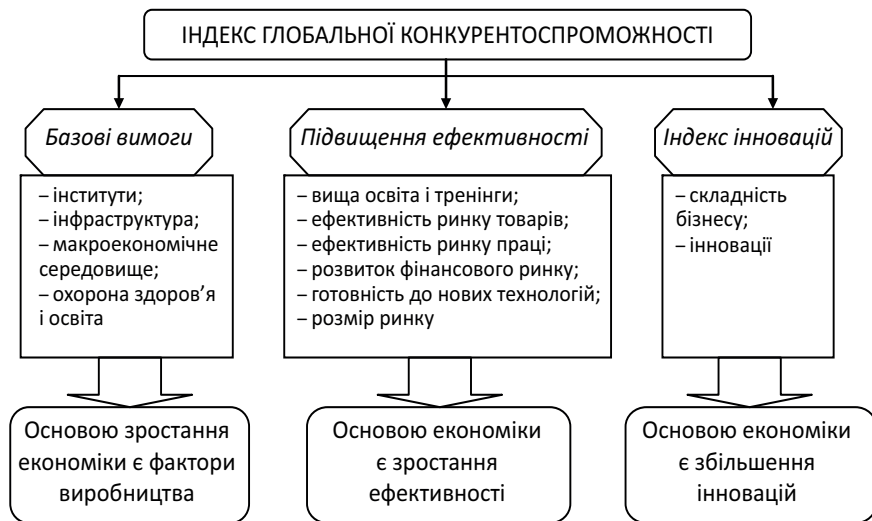 ІНДЕКС ГЛОБАЛЬНОЇ КОНКУРЕНТОСПРОМОЖНОСТІ
Базові вимоги
– інститути;
– інфраструктура;
– макроекономічне
середовище;
– охорона здоров’я
і освіта
Основою зростання
економіки є фактори
виробництва
Підвищення ефективності
– вища освіта і тренінги;
– ефективність ринку товарів;
– ефективність ринку праці;
– розвиток фінансового ринку;
– готовність до нових технологій;
– розмір ринку
Основою економіки
є зростання
ефективності
Індекс інновацій
– складність
бізнесу;
– інновації
Основою економіки
є збільшення
інновацій